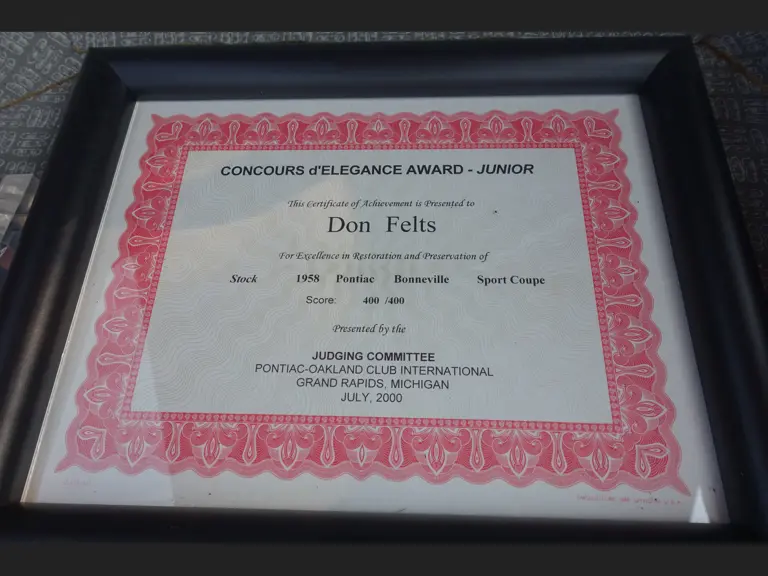 CONCOURS d'ELEGANCE AWARD - JUNIOR
This Certificate of Achievement is Presented to
Don Felts
For Excellence in Restoration and Preservation of
Stock 1958 Pontiac Bonneville Sport Coupe
Score: 400 /400
Presented by the
JUDGING COMMITTEE
PONTIAC-OAKLAND CLUB INTERNATIONAL
GRAND RAPIDS, MICHIGAN
JULY, 2000